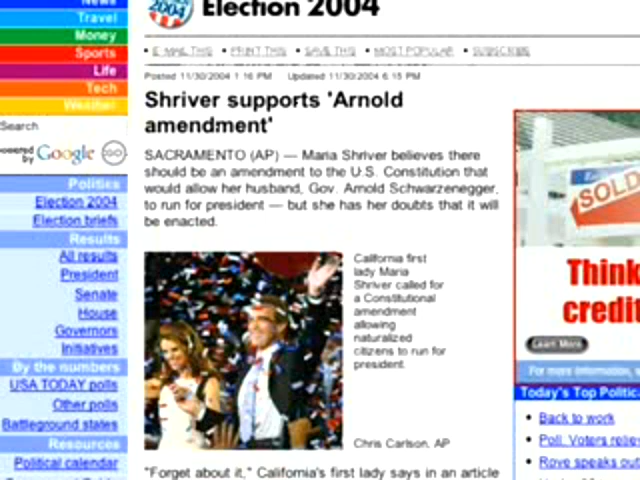 News
Travel
Money
Sports
Life
Tech
Weather
Search
powered by Google GO
Politics
Election 2004
Election briefs
Results
All results
President
Senate
House
Governors
Initiatives
By the numbers
USA TODAY polls
Other polls
Battleground states
Resources
Political calendar
2004
Election 2004
• E-MAIL THIS • PRINT THIS • SAVE THIS • MOST POPULAR • SUBSCRIBE
Posted 11/30/2004 1:16 PM Updated 11/30/2004 6:15 PM
Shriver supports 'Arnold
amendment'
SACRAMENTO (AP) — Maria Shriver believes there
should be an amendment to the U.S. Constitution that
would allow her husband, Gov. Arnold Schwarzenegger,
to run for president — but she has her doubts that it will
be enacted.
California first
lady Maria
Shriver called for
a Constitutional
amendment
allowing
naturalized
citizens to run for
president.
Chris Carlson, AP
"Forget about it," California's first lady says in an article
SOLD
Think
credit
Learn More
For more information,
Today's Top Politic
• Back to work
• Poll: Voters
• Rove speaks out